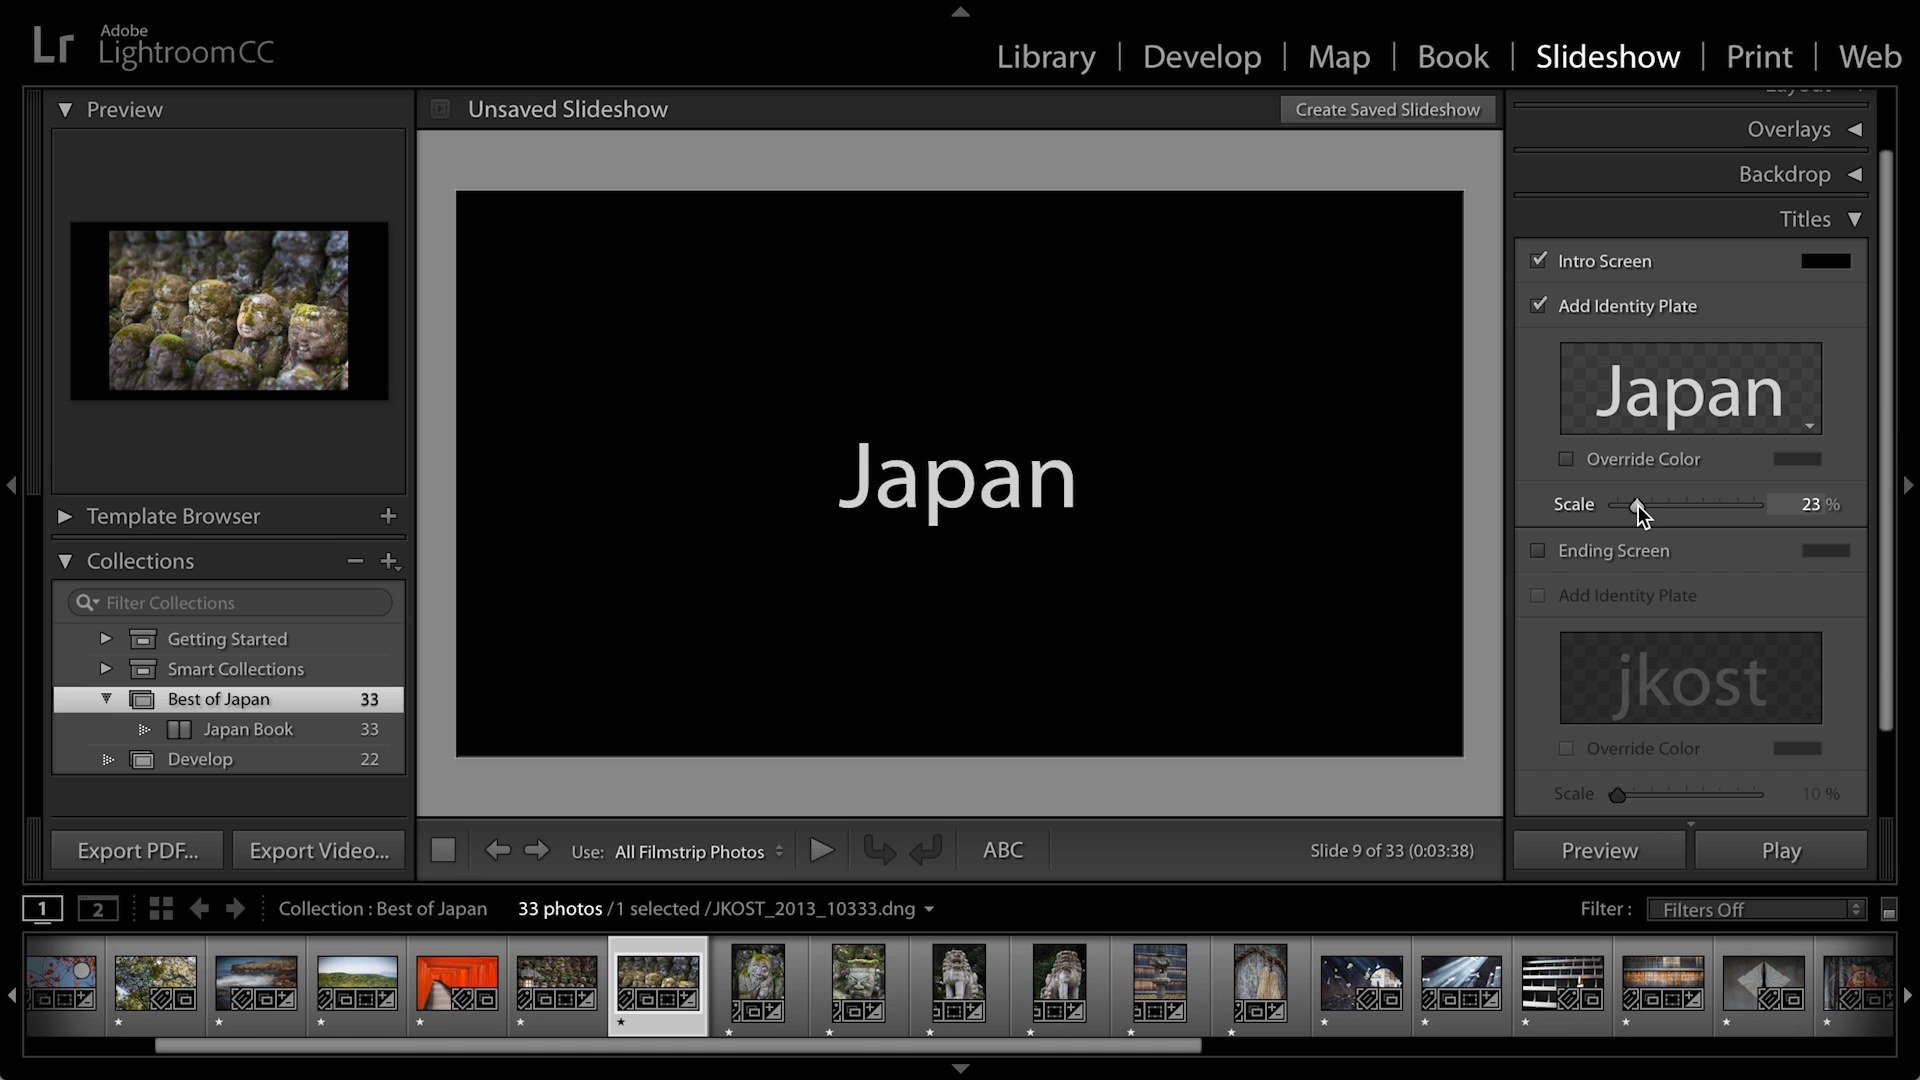 Lr Adobe
Lightroom CC
Library | Develop | Map | Book | Slideshow | Print | Web
Preview
Template Browser
Collections
Filter Collections
Getting Started
Smart Collections
Best of Japan 33
Japan Book 33
Develop 22
Export PDF...
Export Video...
Unsaved Slideshow
Create Saved Slideshow
Japan
Use: All Filmstrip Photos
ABC
Slide 9 of 33 (0:03:38)
Layout
Overlays
Backdrop
Titles
Intro Screen
Add Identity Plate
Japan
Override Color
Scale 23 %
Ending Screen
Add Identity Plate
jkost
Override Color
Scale 10 %
Preview
Play
1 2
Collection : Best of Japan
33 photos / 1 selected / JKOST_2013_10333.dng
Filter : Filters Off